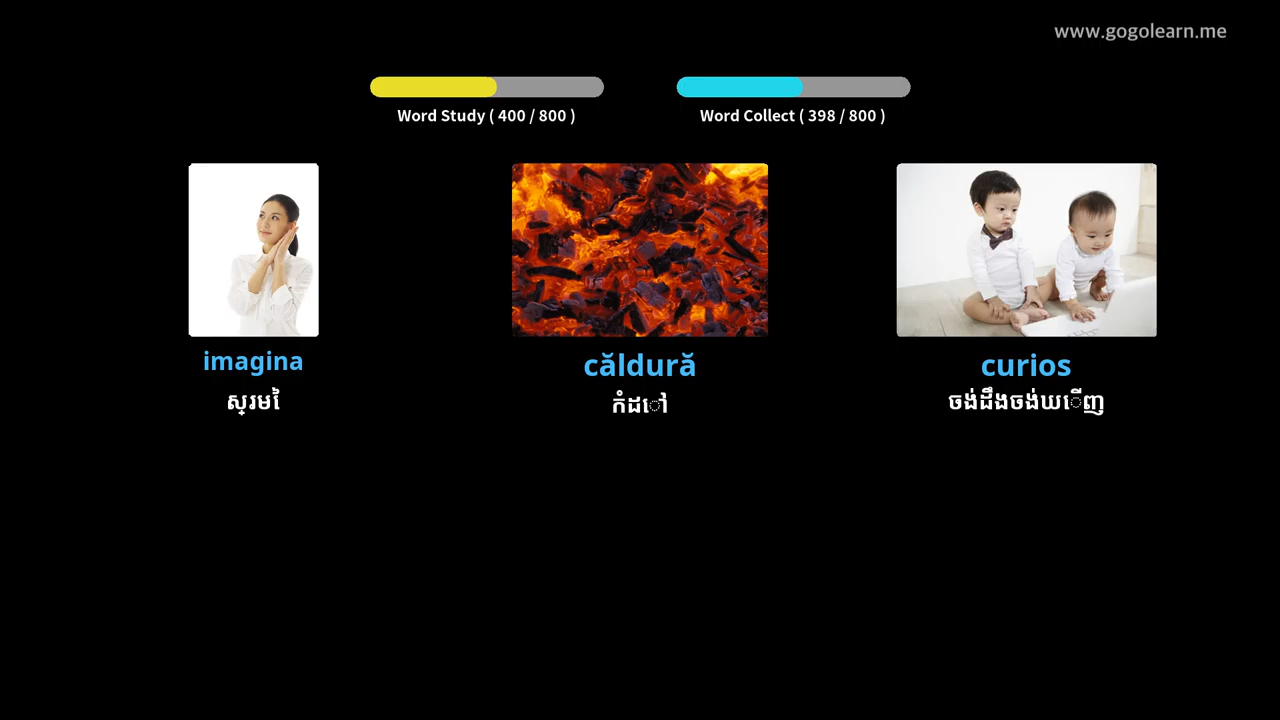 www.gogolearn.me
Word Study ( 400 / 800 )
Word Collect ( 398 / 800 )
imagina
ស្រមៃ
căldură
កំដៅ
curios
ចង់ដឹងចង់ឃើញ